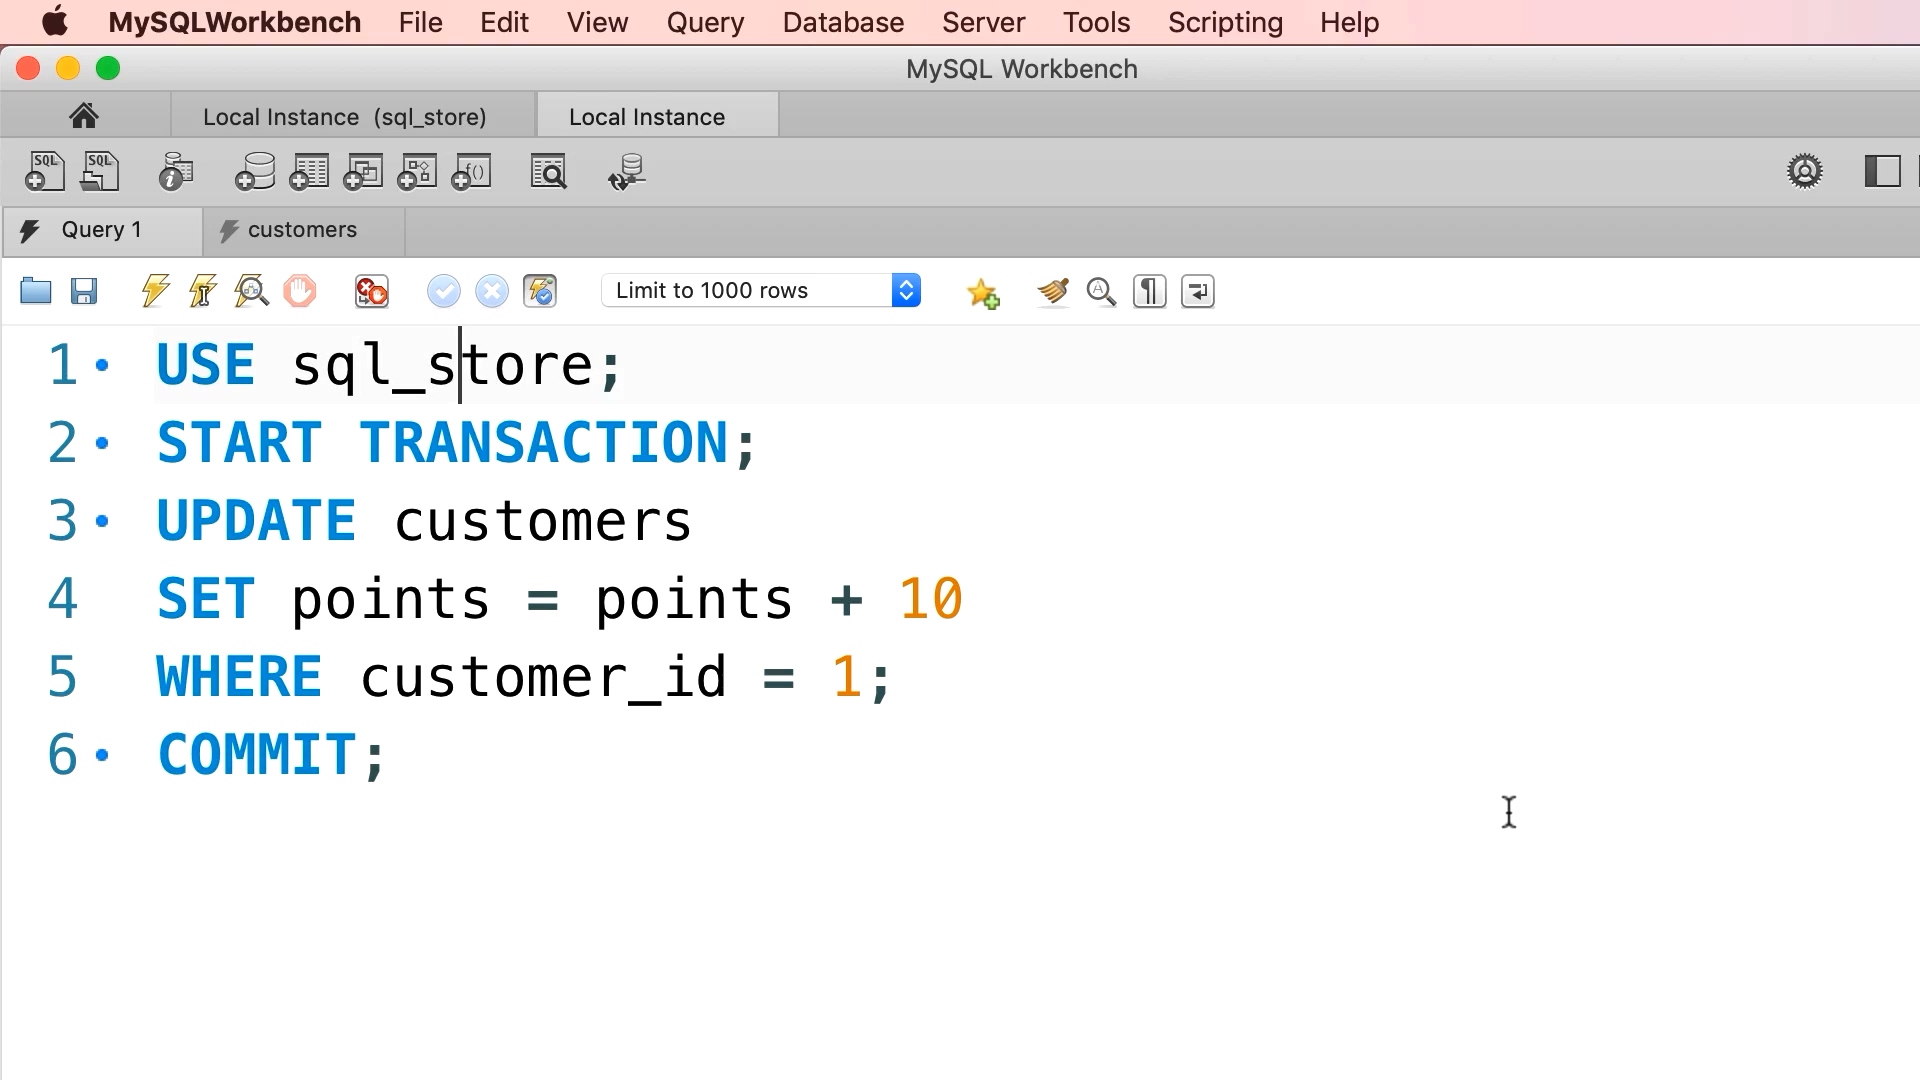 MySQLWorkbench File Edit View Query Database Server Tools Scripting Help
MySQL Workbench
Local Instance (sql_store) Local Instance
SQL SQL
Query 1 customers
Limit to 1000 rows
1 USE sql_store;
2 START TRANSACTION;
3 UPDATE customers
4 SET points = points + 10
5 WHERE customer_id = 1;
6 COMMIT;